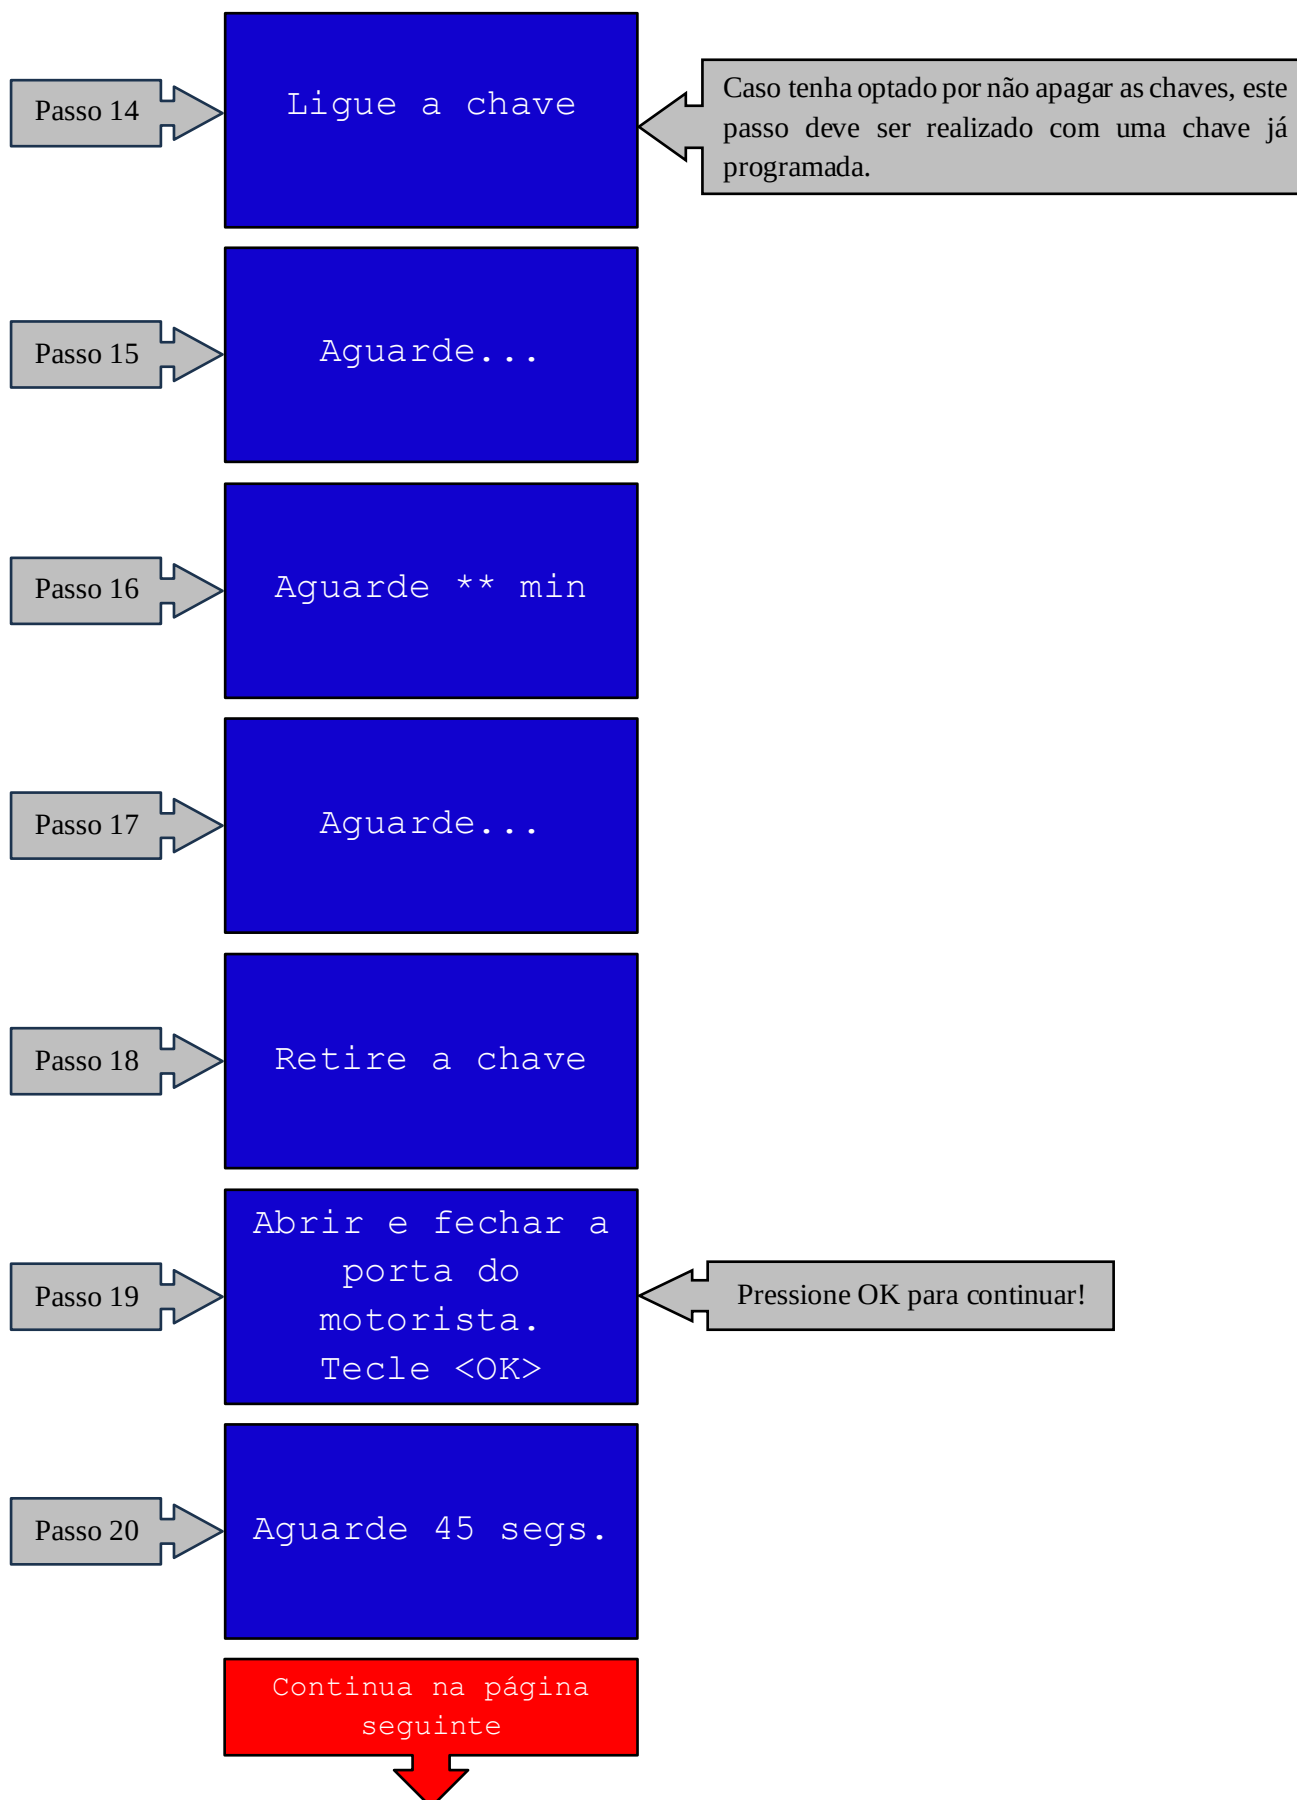 Passo 14
Ligue a chave
Caso tenha optado por não apagar as chaves, este
passo deve ser realizado com uma chave já
programada.
Passo 15
Aguarde...
Passo 16
Aguarde ** min
Passo 17
Aguarde...
Passo 18
Retire a chave
Passo 19
Abrir e fechar a
porta do
motorista.
Tecle <OK>
Pressione OK para continuar!
Passo 20
Aguarde 45 segs.
Continua na página
seguinte